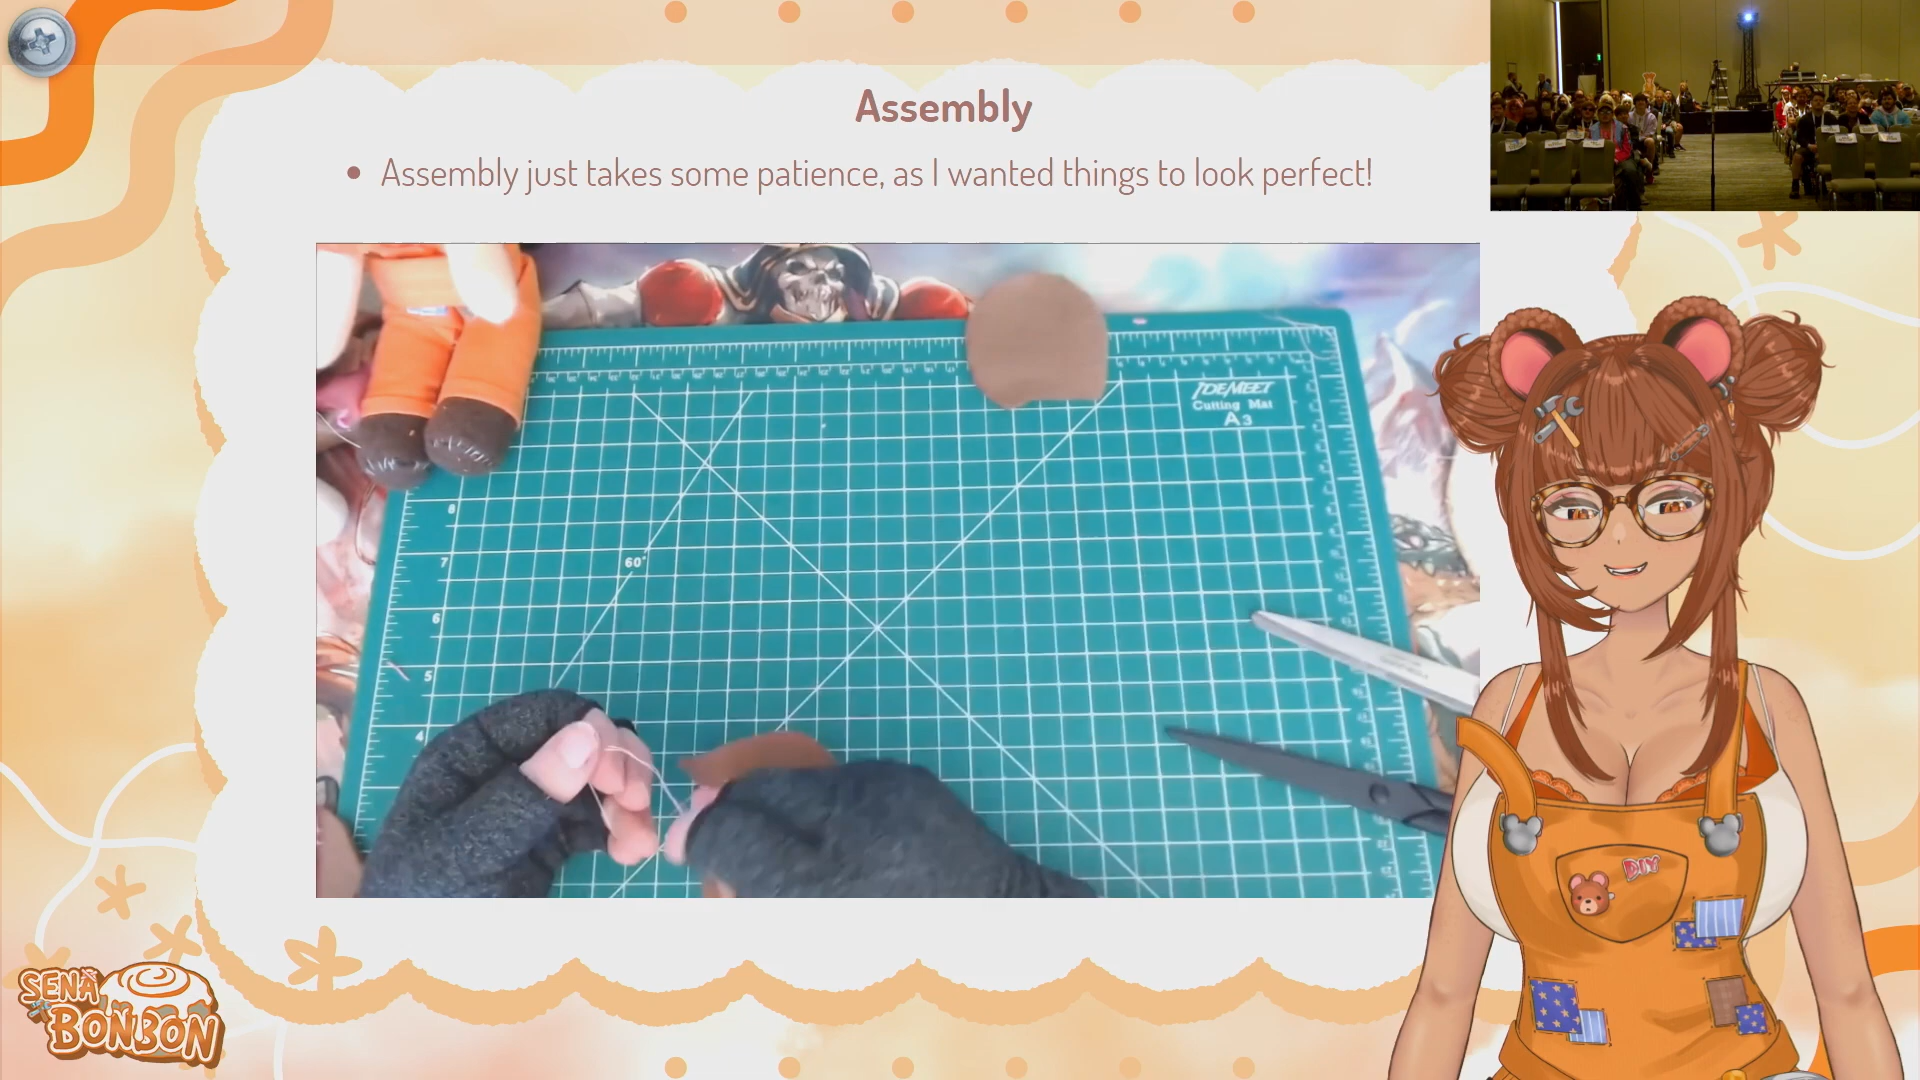 Assembly
• Assembly just takes some patience, as I wanted things to look perfect!
IDEMEET
Cutting Mat
A3
8
7
60°
6
5
4
DIY
SENA
BONBON